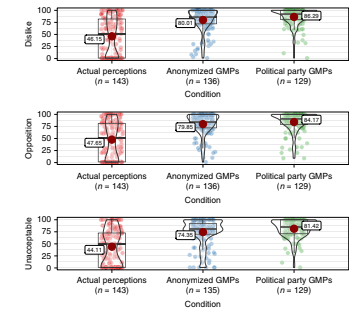 Dislike
100
75
50
25
0
46.15
80.01
86.29
Actual perceptions
(n = 143)
Anonymized GMPs
(n = 136)
Political party GMPs
(n = 129)
Condition
Opposition
100
75
50
25
0
47.65
79.85
84.17
Actual perceptions
(n = 143)
Anonymized GMPs
(n = 136)
Political party GMPs
(n = 129)
Condition
Unacceptable
100
75
50
25
0
44.11
74.35
81.42
Actual perceptions
(n = 143)
Anonymized GMPs
(n = 135)
Political party GMPs
(n = 129)
Condition